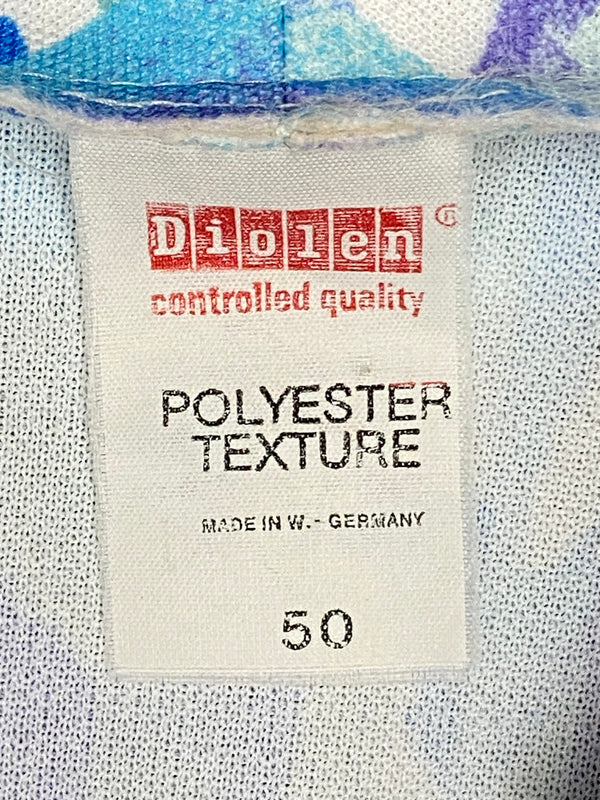 Diolen®
controlled quality
POLYESTER
TEXTURE
MADE IN W.-GERMANY
50